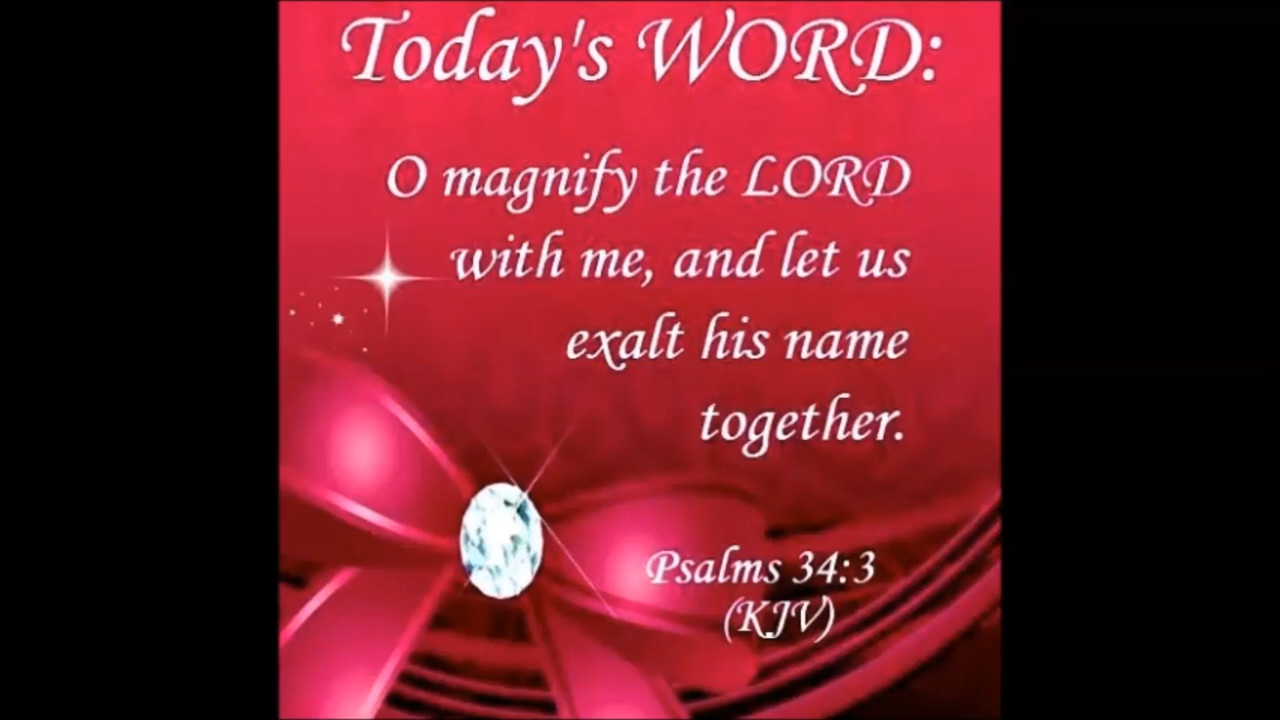 Today's WORD:
O magnify the LORD
with me, and let us
exalt his name
together.
Psalms 34:3
(KJV)